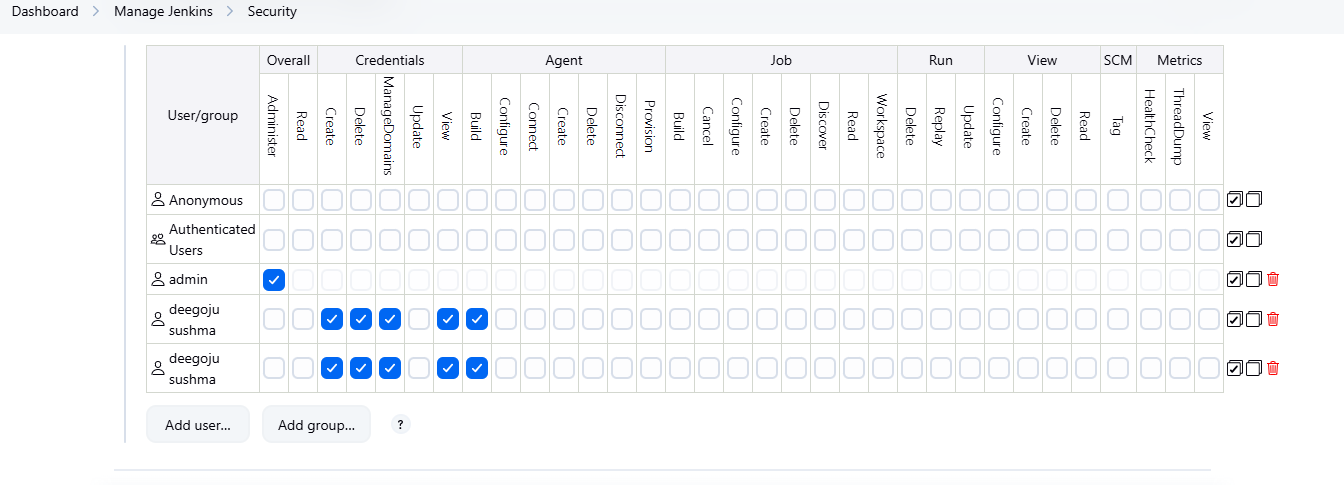 Dashboard > Manage Jenkins > Security
User/group
Overall Credentials Agent Job Run View SCM Metrics
Administer Read Create Delete ManageDomains Update View Build Configure Connect Create Delete Disconnect Provision Build Cancel Configure Create Delete Discover Read Workspace Delete Replay Update Configure Create Delete Read Tag HealthCheck ThreadDump View
Anonymous
Authenticated
Users
admin
deegoju
sushma
deegoju
sushma
Add user... Add group... ?